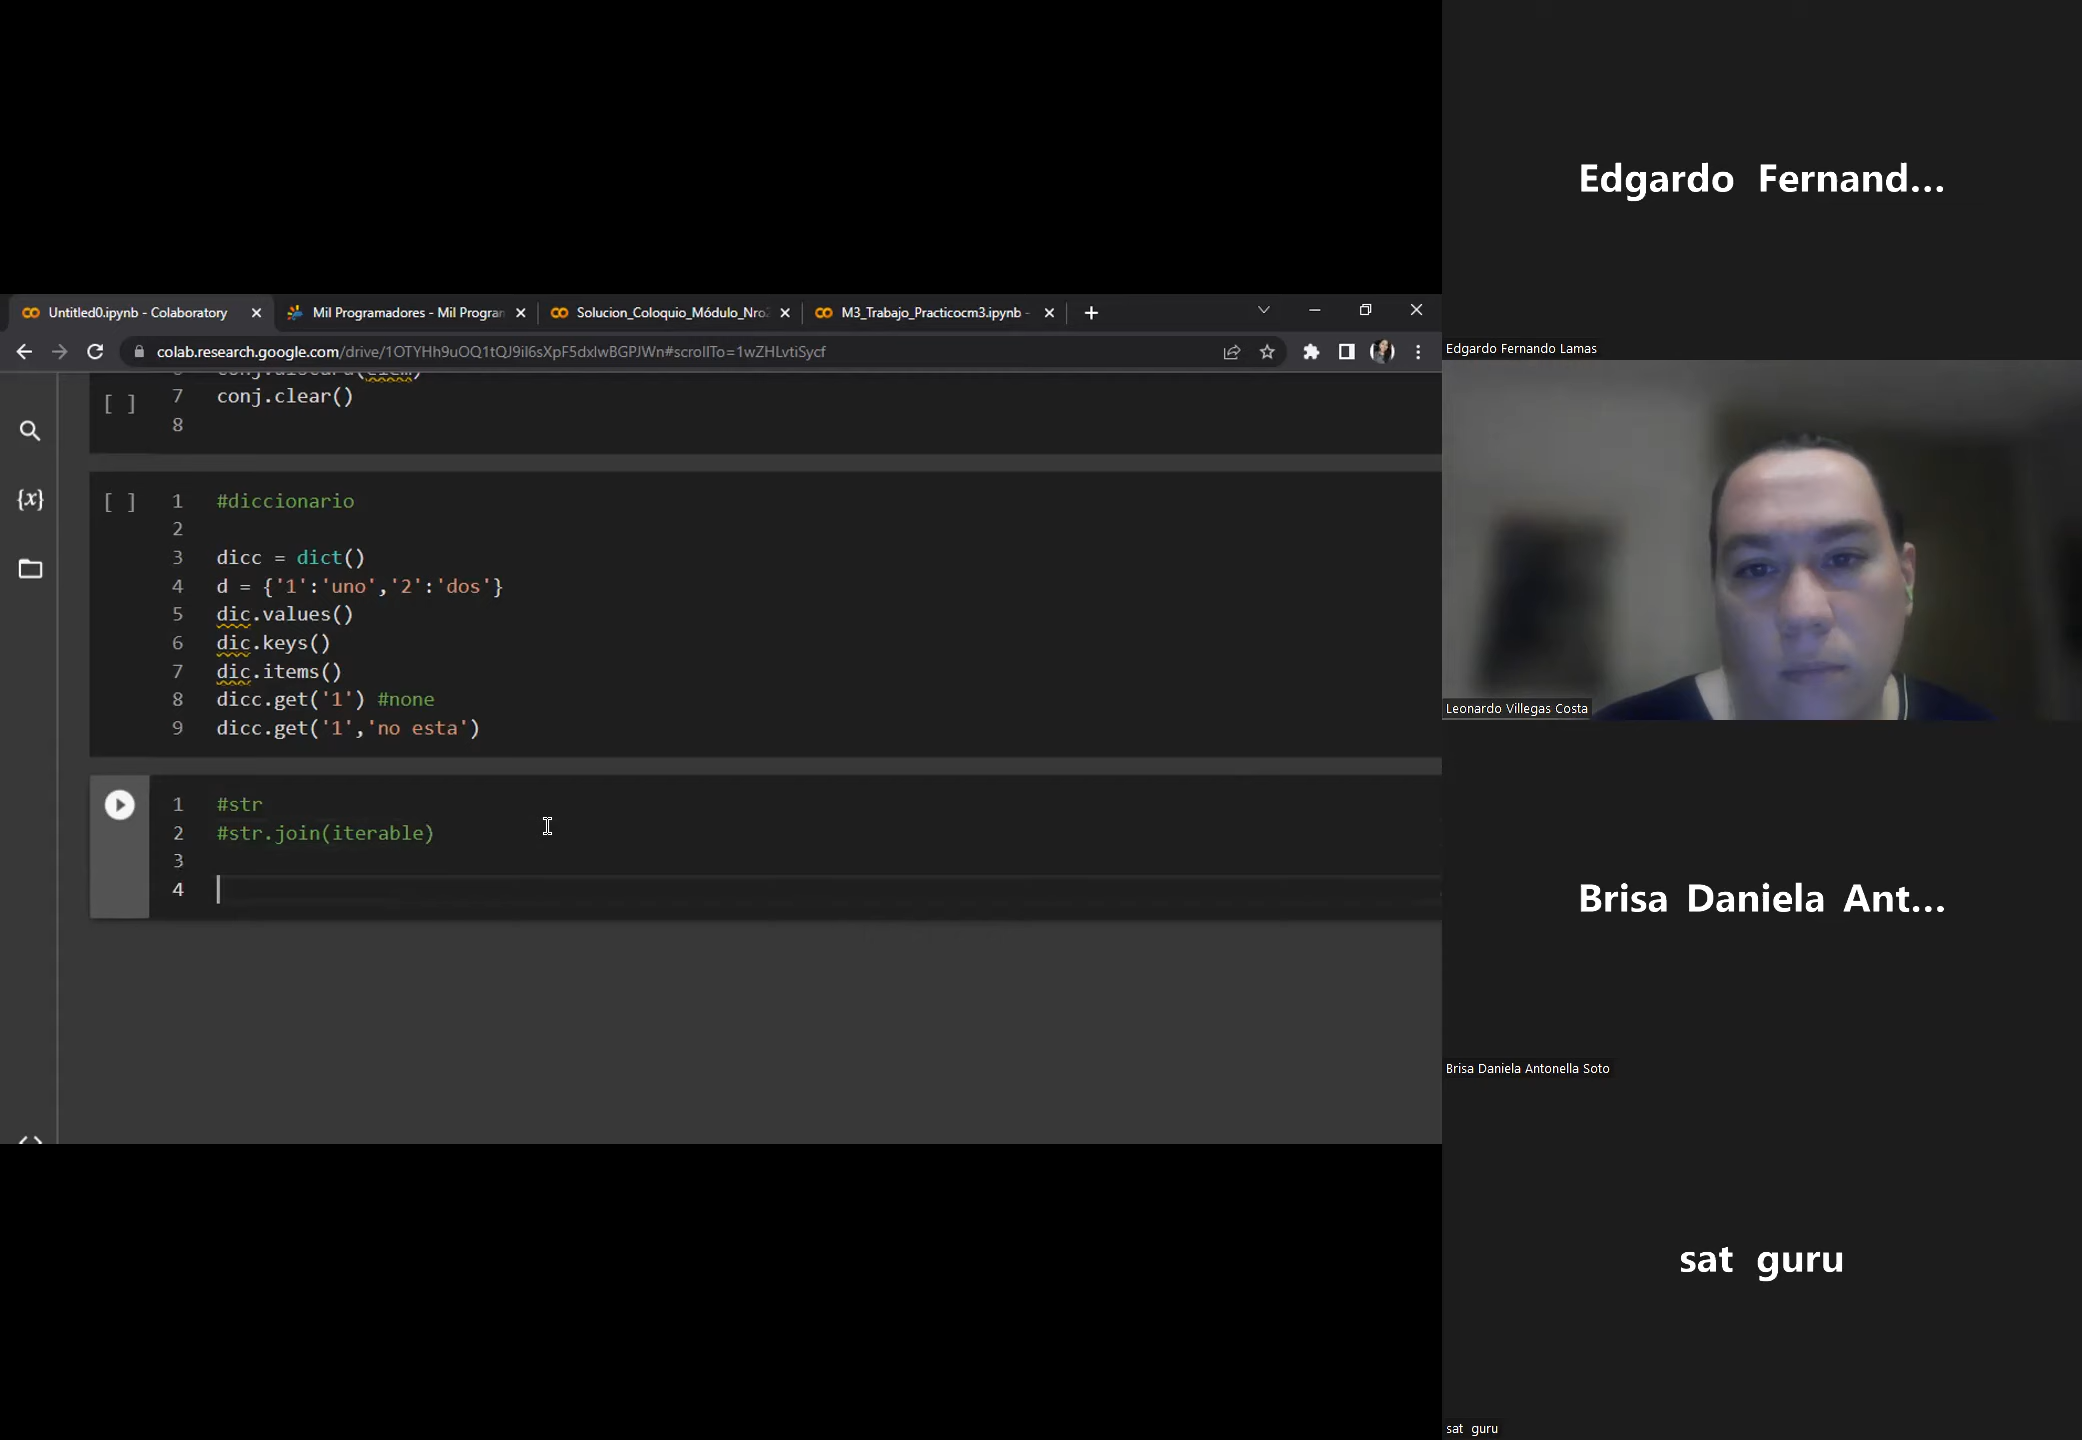 Untitled0.ipynb - Colaboratory
Mil Programadores - Mil Progran
Solucion_Coloquio_Módulo_Nro2
M3_Trabajo_Practicocm3.ipynb -
colab.research.google.com/drive/1OTYHh9uOQ1tQJ9il6sXpF5dxlwBGPJWn#scrollTo=1wZHLvtiSycf
[ ]
7 conj.clear()
8
[ ]
1 #diccionario
2
3 dicc = dict()
4 d = {'1':'uno','2':'dos'}
5 dic.values()
6 dic.keys()
7 dic.items()
8 dicc.get('1') #none
9 dicc.get('1','no esta')
1 #str
2 #str.join(iterable)
3
4
{x}
Edgardo Fernand...
Edgardo Fernando Lamas
Leonardo Villegas Costa
Brisa Daniela Ant...
Brisa Daniela Antonella Soto
sat guru
sat guru